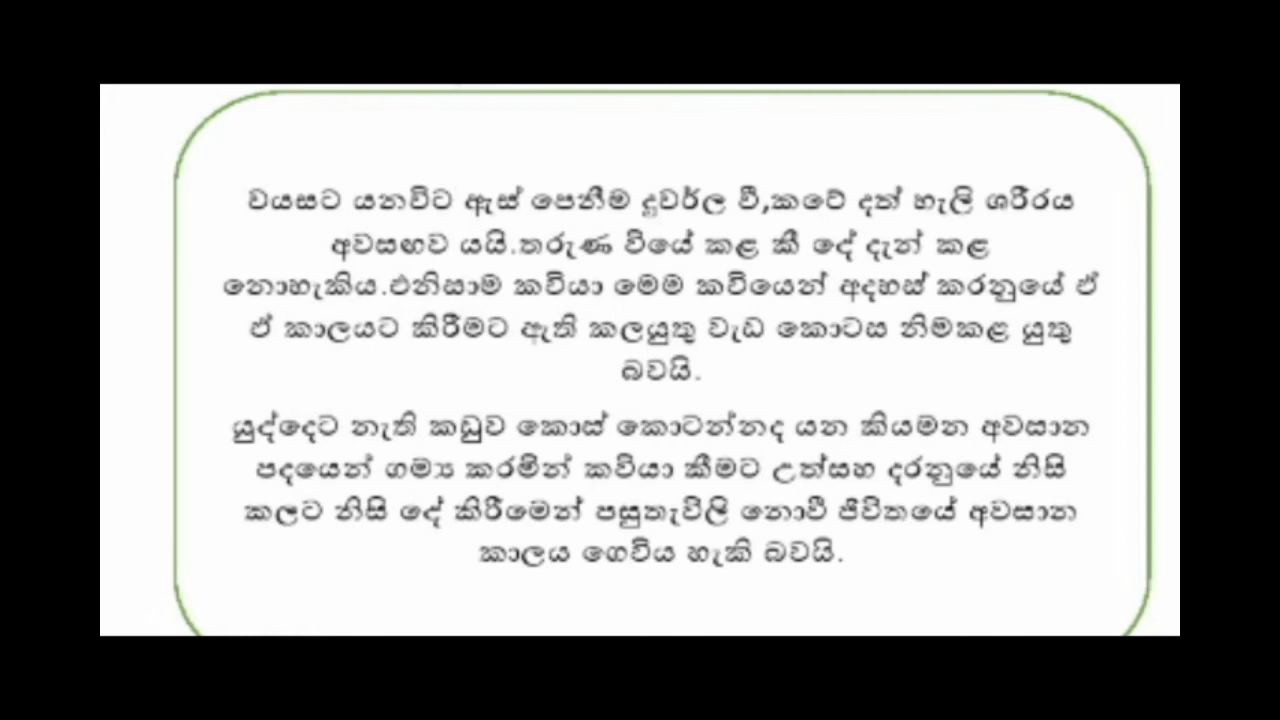 වයසට යනවිට ඇස් පෙනීම දුවර්ල වී,කටේ දත් හැලි ශරීරය
අවසඟව යයි.තරුණ වියේ කළ කී දේ දැන් කළ
නොහැකිය.එනිසාම කවියා මෙම කවියෙන් අදහස් කරනුයේ ඒ
ඒ කාලයට කිරීමට ඇති කලයුතු වැඩ කොටස නිමකළ යුතු
බවයි.
යුද්දෙට නැති කඩුව කොස් කොටන්නද යන කියමන අවසාන
පදයෙන් ගම්‍ය කරමින් කවියා කීමට උත්සහ දරනුයේ නිසි
කලට නිසි දේ කිරීමෙන් පසුතැවිලි නොවී ජීවිතයේ අවසාන
කාලය ගෙවිය හැකි බවයි.